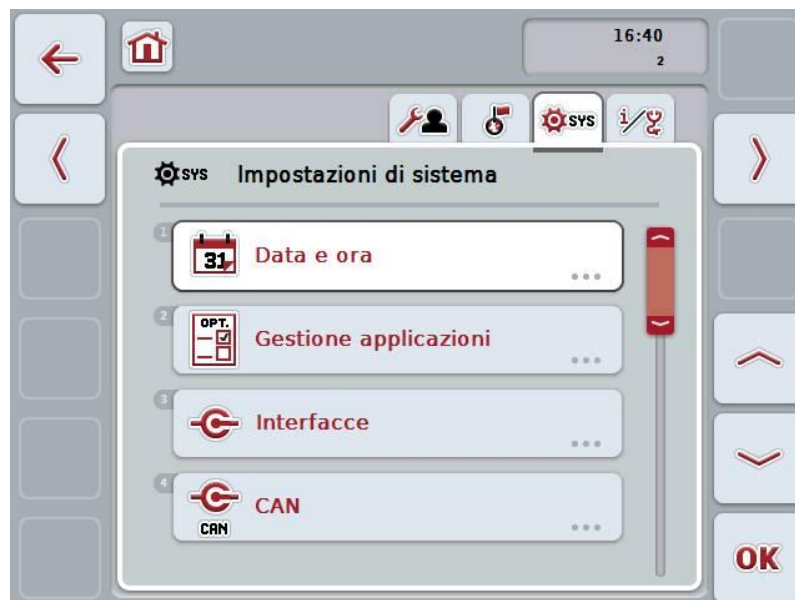 16:40
2
SYS
i/
SYS Impostazioni di sistema
1
31
Data e ora
2
OPT.
Gestione applicazioni
3
Interfacce
4
CAN
CAN
OK